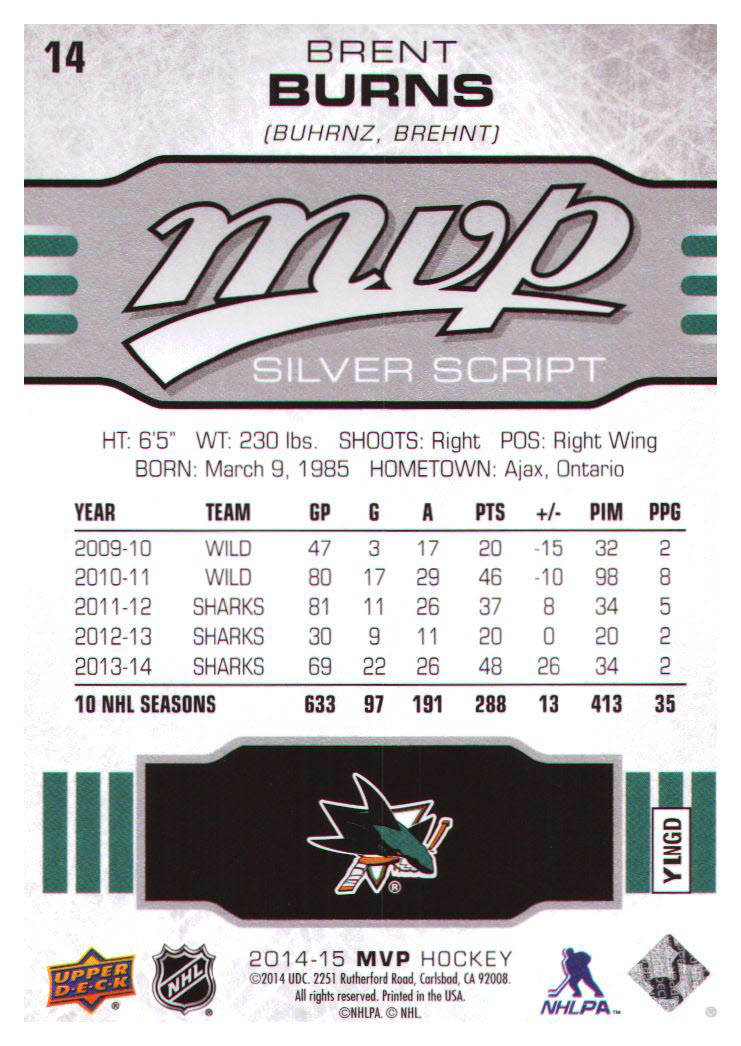 14
BRENT
BURNS
(BUHRNZ, BREHNT)
mvp
SILVER SCRIPT
HT: 6'5" WT: 230 lbs. SHOOTS: Right POS: Right Wing
BORN: March 9, 1985 HOMETOWN: Ajax, Ontario
YEAR TEAM GP G A PTS +/- PIM PPG
2009-10 WILD 47 3 17 20 -15 32 2
2010-11 WILD 80 17 29 46 -10 98 8
2011-12 SHARKS 81 11 26 37 8 34 5
2012-13 SHARKS 30 9 11 20 0 20 2
2013-14 SHARKS 69 22 26 48 26 34 2
10 NHL SEASONS 633 97 191 288 13 413 35
®
YLNGD
UPPER
D·E·C·K
®
NHL
®
2014-15 MVP HOCKEY
©2014 UDC. 2251 Rutherford Road, Carlsbad, CA 92008.
All rights reserved. Printed in the USA.
©NHLPA. © NHL.
NHLPA™
®